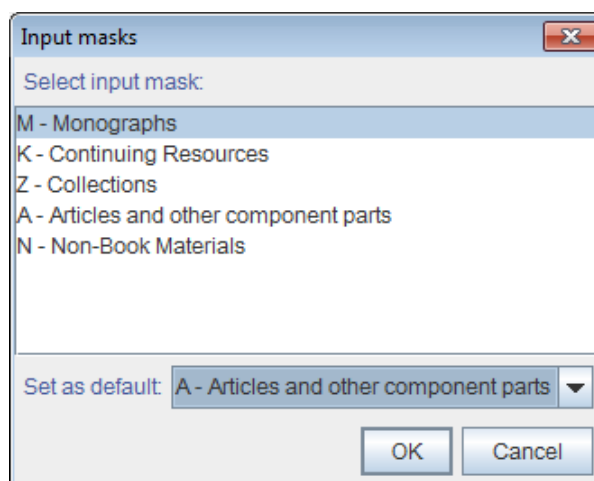 Input masks
Select input mask:
M - Monographs
K - Continuing Resources
Z - Collections
A - Articles and other component parts
N - Non-Book Materials
Set as default: A - Articles and other component parts
OK Cancel